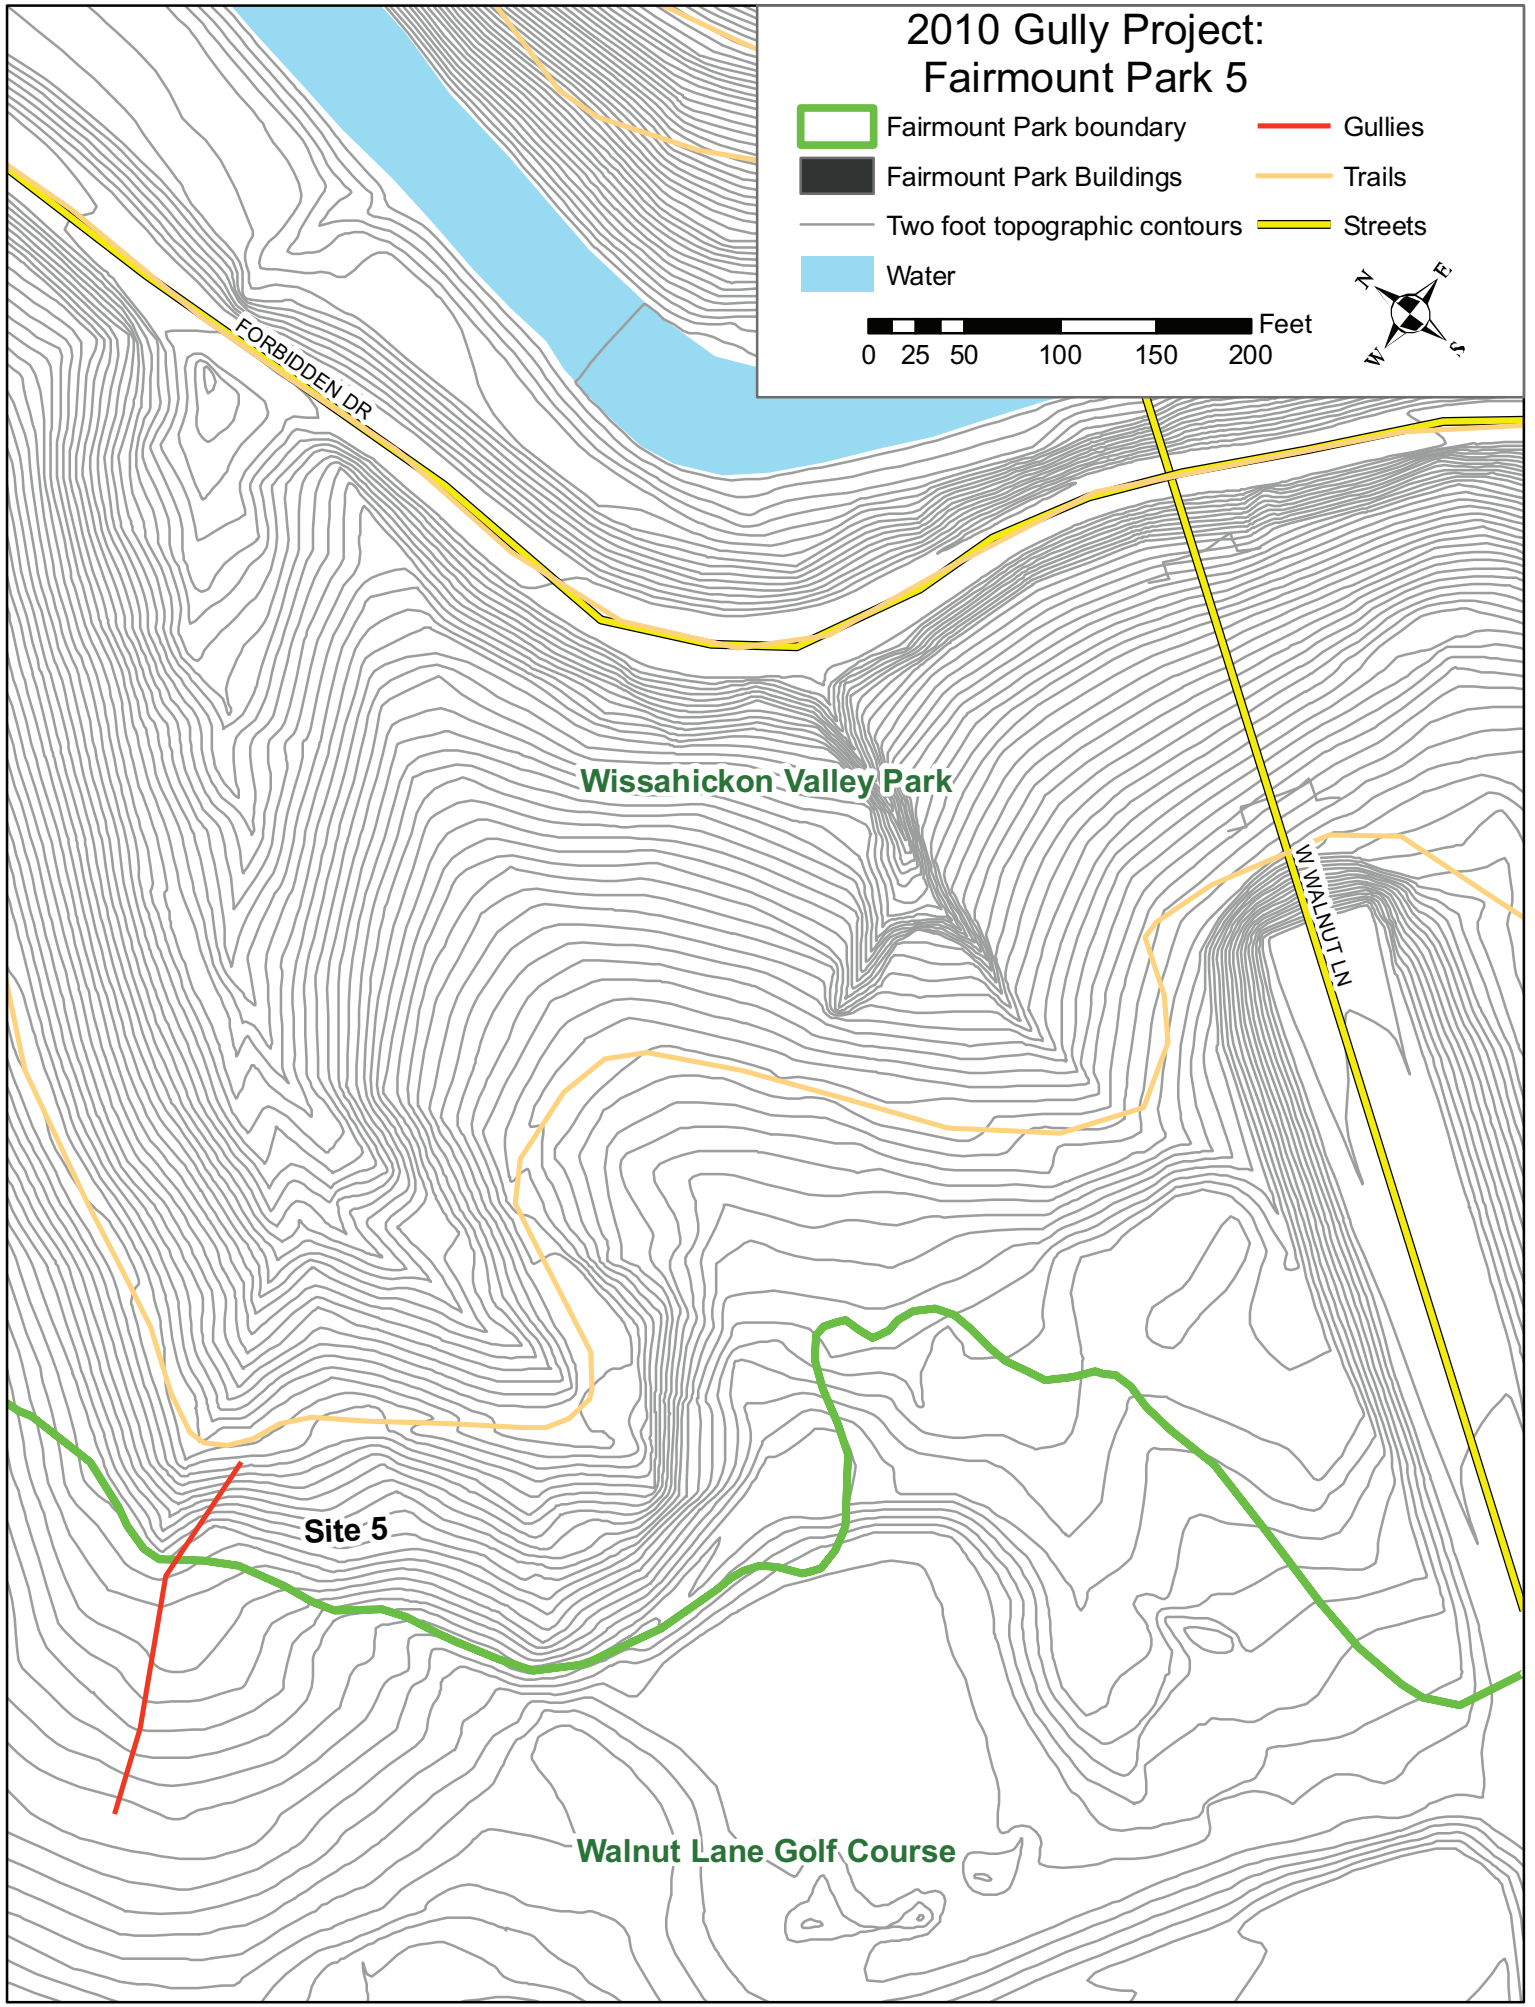 2010 Gully Project:
Fairmount Park 5
Fairmount Park boundary
Gullies
Fairmount Park Buildings
Trails
Two foot topographic contours
Streets
Water
N
E
W
S
Feet
0 25 50 100 150 200
FORBIDDEN DR
Wissahickon Valley Park
W WALNUT LN
Site 5
Walnut Lane Golf Course